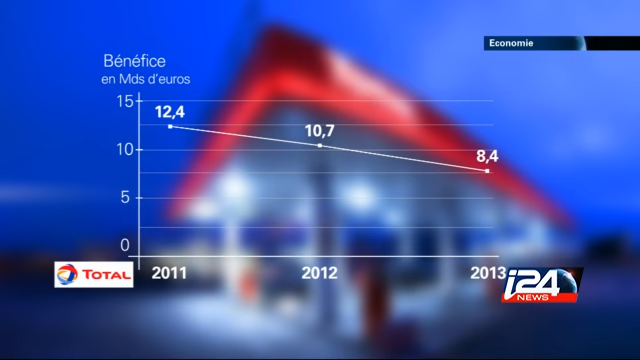 Economie
Bénéfice
en Mds d'euros
15
12,4
10,7
10
8,4
5
0
TOTAL
2011
2012
2013
i24
NEWS